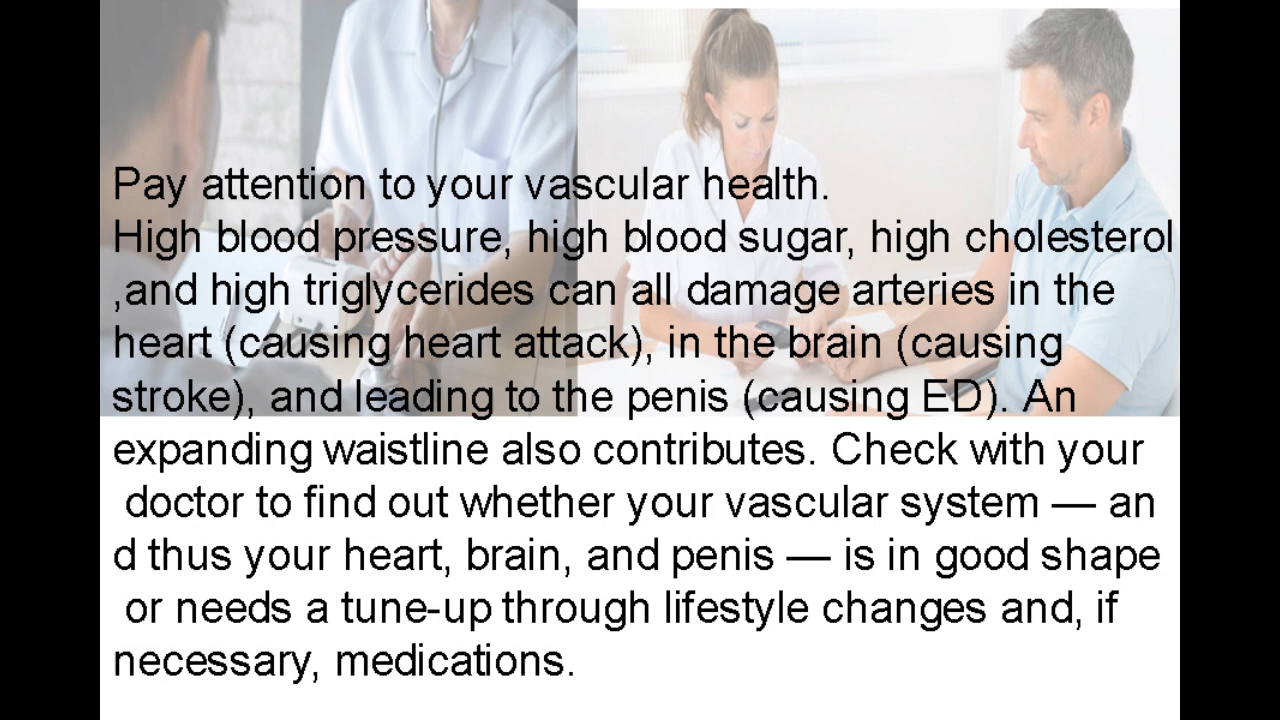 Pay attention to your vascular health.
High blood pressure, high blood sugar, high cholesterol
,and high triglycerides can all damage arteries in the
heart (causing heart attack), in the brain (causing
stroke), and leading to the penis (causing ED). An
expanding waistline also contributes. Check with your
doctor to find out whether your vascular system — an
d thus your heart, brain, and penis — is in good shape
or needs a tune-up through lifestyle changes and, if
necessary, medications.